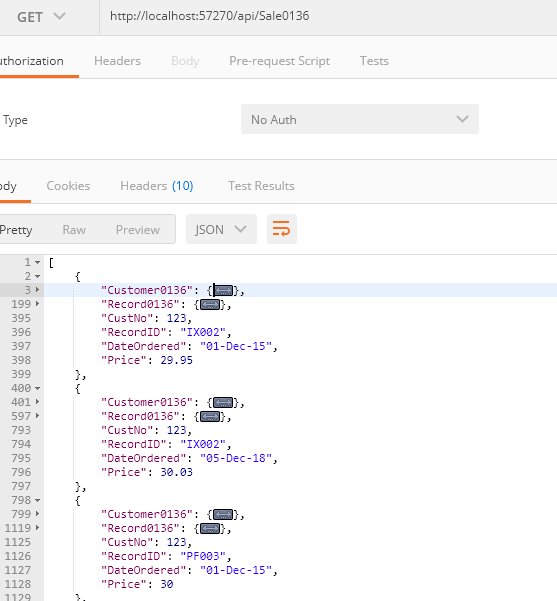 GET http://localhost:57270/api/Sale0136
uthorization Headers Body Pre-request Script Tests
Type No Auth
ody Cookies Headers (10) Test Results
Pretty Raw Preview JSON
1 [
2 {
3 "Customer0136": {},
199 "Record0136": {},
395 "CustNo": 123,
396 "RecordID": "IX002",
397 "DateOrdered": "01-Dec-15",
398 "Price": 29.95
399 },
400 {
401 "Customer0136": {},
597 "Record0136": {},
793 "CustNo": 123,
794 "RecordID": "IX002",
795 "DateOrdered": "05-Dec-18",
796 "Price": 30.03
797 },
798 {
799 "Customer0136": {},
1119 "Record0136": {},
1125 "CustNo": 123,
1126 "RecordID": "PF003",
1127 "DateOrdered": "01-Dec-15",
1128 "Price": 30
1129 },